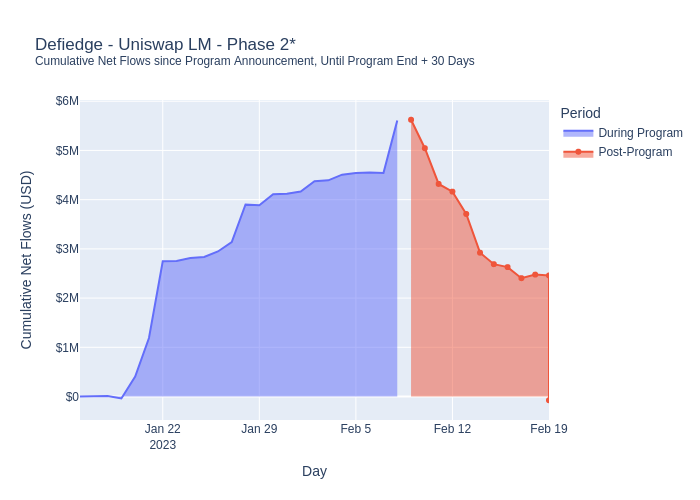 Defiedge - Uniswap LM - Phase 2*
Cumulative Net Flows since Program Announcement, Until Program End + 30 Days
Period
During Program
Post-Program
Cumulative Net Flows (USD)
$6M
$5M
$4M
$3M
$2M
$1M
$0
Jan 22
2023
Jan 29
Feb 5
Feb 12
Feb 19
Day